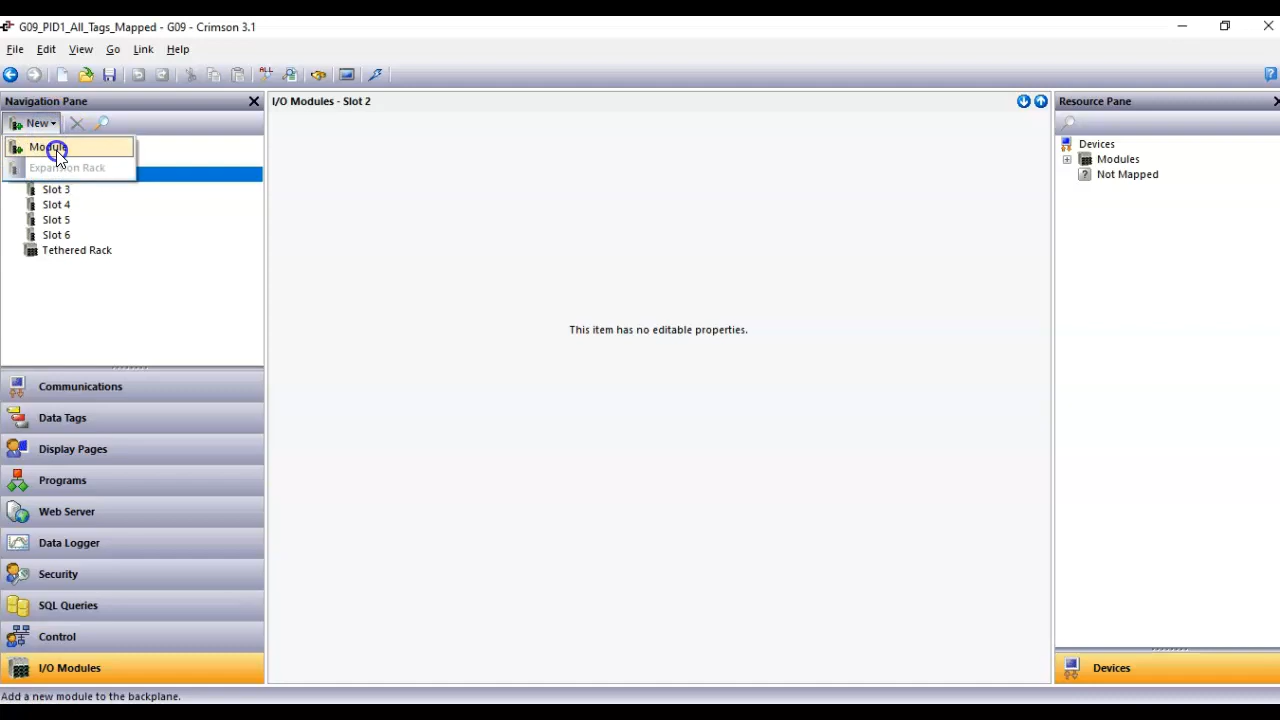 G09_PID1_All_Tags_Mapped - G09 - Crimson 3.1
File Edit View Go Link Help
ALL
Navigation Pane
I/O Modules - Slot 2
Resource Pane
New
Module
Expansion Rack
Slot 3
Slot 4
Slot 5
Slot 6
Tethered Rack
This item has no editable properties.
Devices
Modules
Not Mapped
Communications
Data Tags
Display Pages
Programs
Web Server
Data Logger
Security
SQL Queries
Control
I/O Modules
Devices
Add a new module to the backplane.